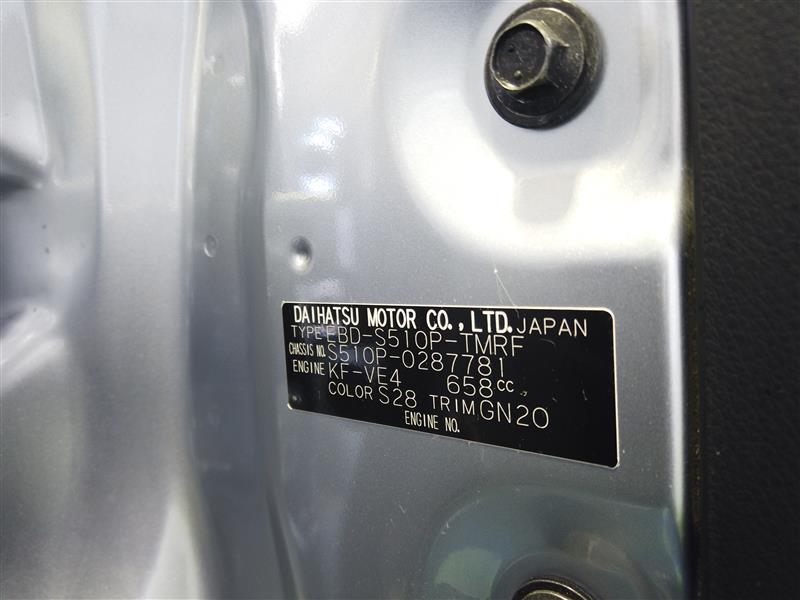 DAIHATSU MOTOR CO.,LTD. JAPAN
TYPE EBD-S510P-TMRF
CHASSIS NO. S510P-0287781
ENGINE KF-VE4 658cc
COLOR S28 TRIM GN20
ENGINE NO.